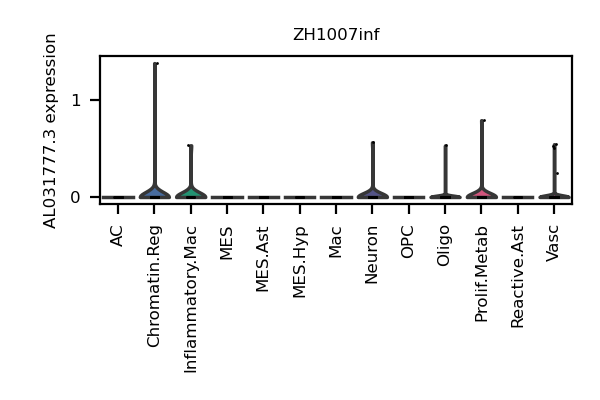 ZH1007inf
AL031777.3 expression
1
0
AC
Chromatin.Reg
Inflammatory.Mac
MES
MES.Ast
MES.Hyp
Mac
Neuron
OPC
Oligo
Prolif.Metab
Reactive.Ast
Vasc